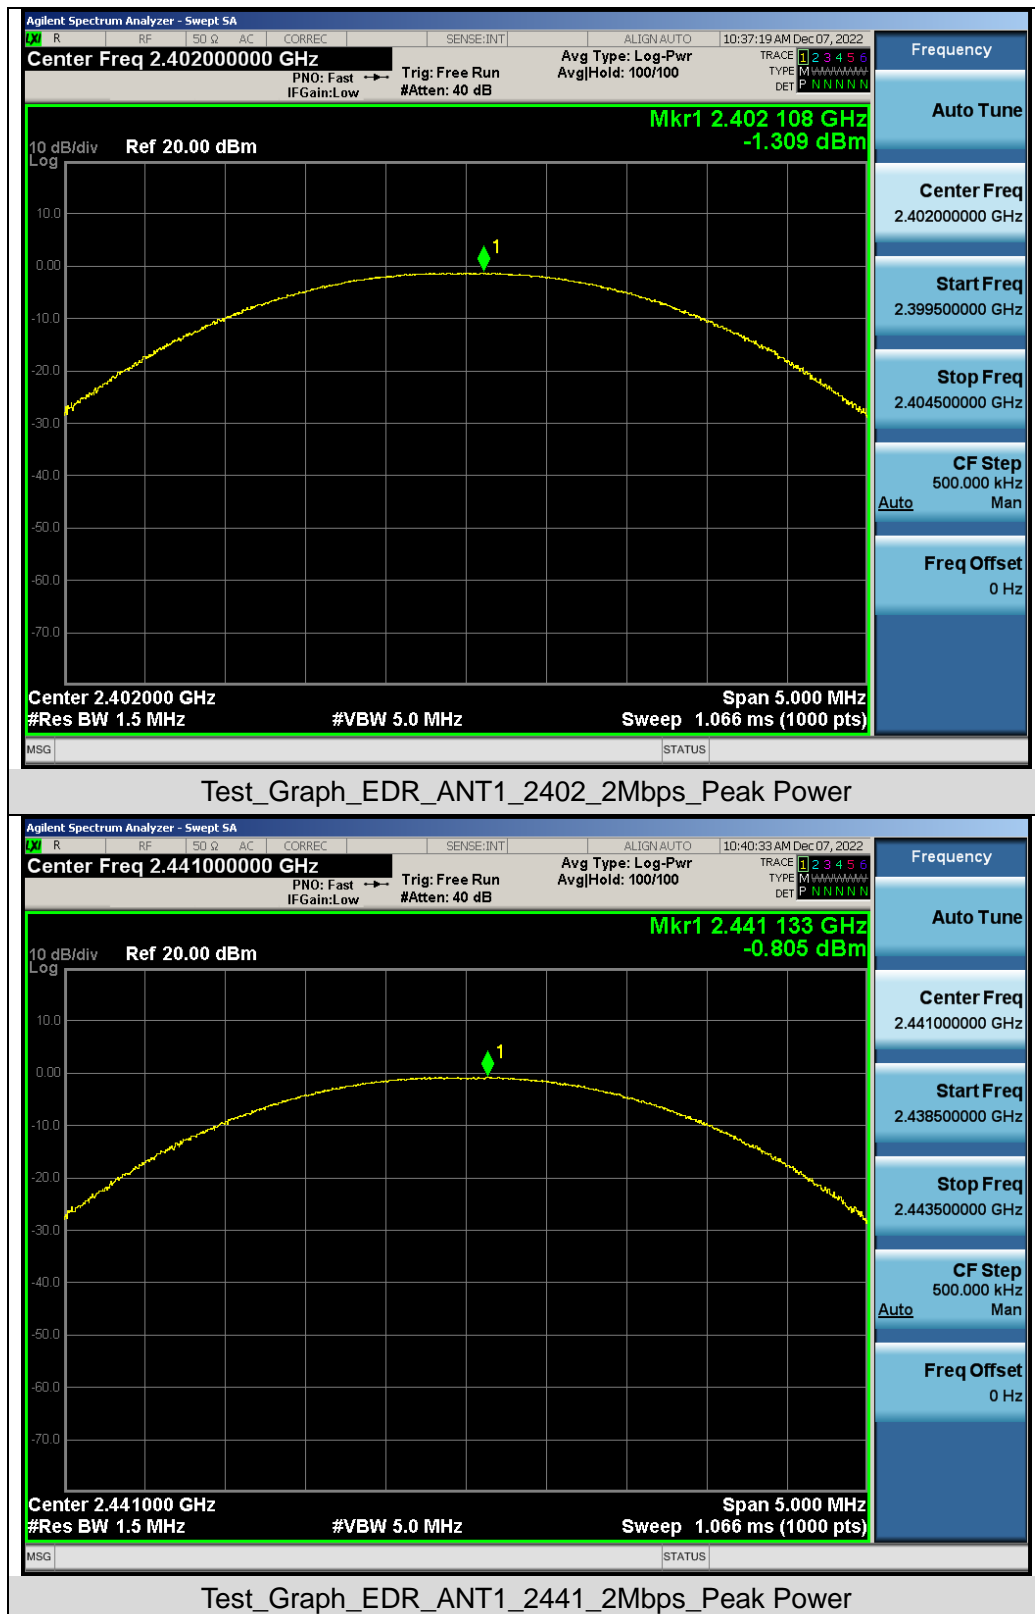 Agilent Spectrum Analyzer - Swept SA
LXI R RF 50 Ω AC CORREC SENSE:INT ALIGN AUTO 10:37:19 AM Dec 07, 2022
Center Freq 2.402000000 GHz
PNO: Fast
IFGain:Low
Trig: Free Run
#Atten: 40 dB
Avg Type: Log-Pwr
Avg|Hold: 100/100
TRACE 1 2 3 4 5 6
TYPE M WWWWW
DET P N N N N N
Frequency
Auto Tune
Center Freq
2.402000000 GHz
Start Freq
2.399500000 GHz
Stop Freq
2.404500000 GHz
CF Step
500.000 kHz
Auto Man
Freq Offset
0 Hz
Mkr1 2.402 108 GHz
-1.309 dBm
10 dB/div Ref 20.00 dBm
Log
10.0
1
0.00
-10.0
-20.0
-30.0
-40.0
-50.0
-60.0
-70.0
Center 2.402000 GHz Span 5.000 MHz
#Res BW 1.5 MHz #VBW 5.0 MHz Sweep 1.066 ms (1000 pts)
MSG STATUS
Test_Graph_EDR_ANT1_2402_2Mbps_Peak Power
Agilent Spectrum Analyzer - Swept SA
LXI R RF 50 Ω AC CORREC SENSE:INT ALIGN AUTO 10:40:33 AM Dec 07, 2022
Center Freq 2.441000000 GHz
PNO: Fast
IFGain:Low
Trig: Free Run
#Atten: 40 dB
Avg Type: Log-Pwr
Avg|Hold: 100/100
TRACE 1 2 3 4 5 6
TYPE M WWWWW
DET P N N N N N
Frequency
Auto Tune
Center Freq
2.441000000 GHz
Start Freq
2.438500000 GHz
Stop Freq
2.443500000 GHz
CF Step
500.000 kHz
Auto Man
Freq Offset
0 Hz
Mkr1 2.441 133 GHz
-0.805 dBm
10 dB/div Ref 20.00 dBm
Log
10.0
1
0.00
-10.0
-20.0
-30.0
-40.0
-50.0
-60.0
-70.0
Center 2.441000 GHz Span 5.000 MHz
#Res BW 1.5 MHz #VBW 5.0 MHz Sweep 1.066 ms (1000 pts)
MSG STATUS
Test_Graph_EDR_ANT1_2441_2Mbps_Peak Power